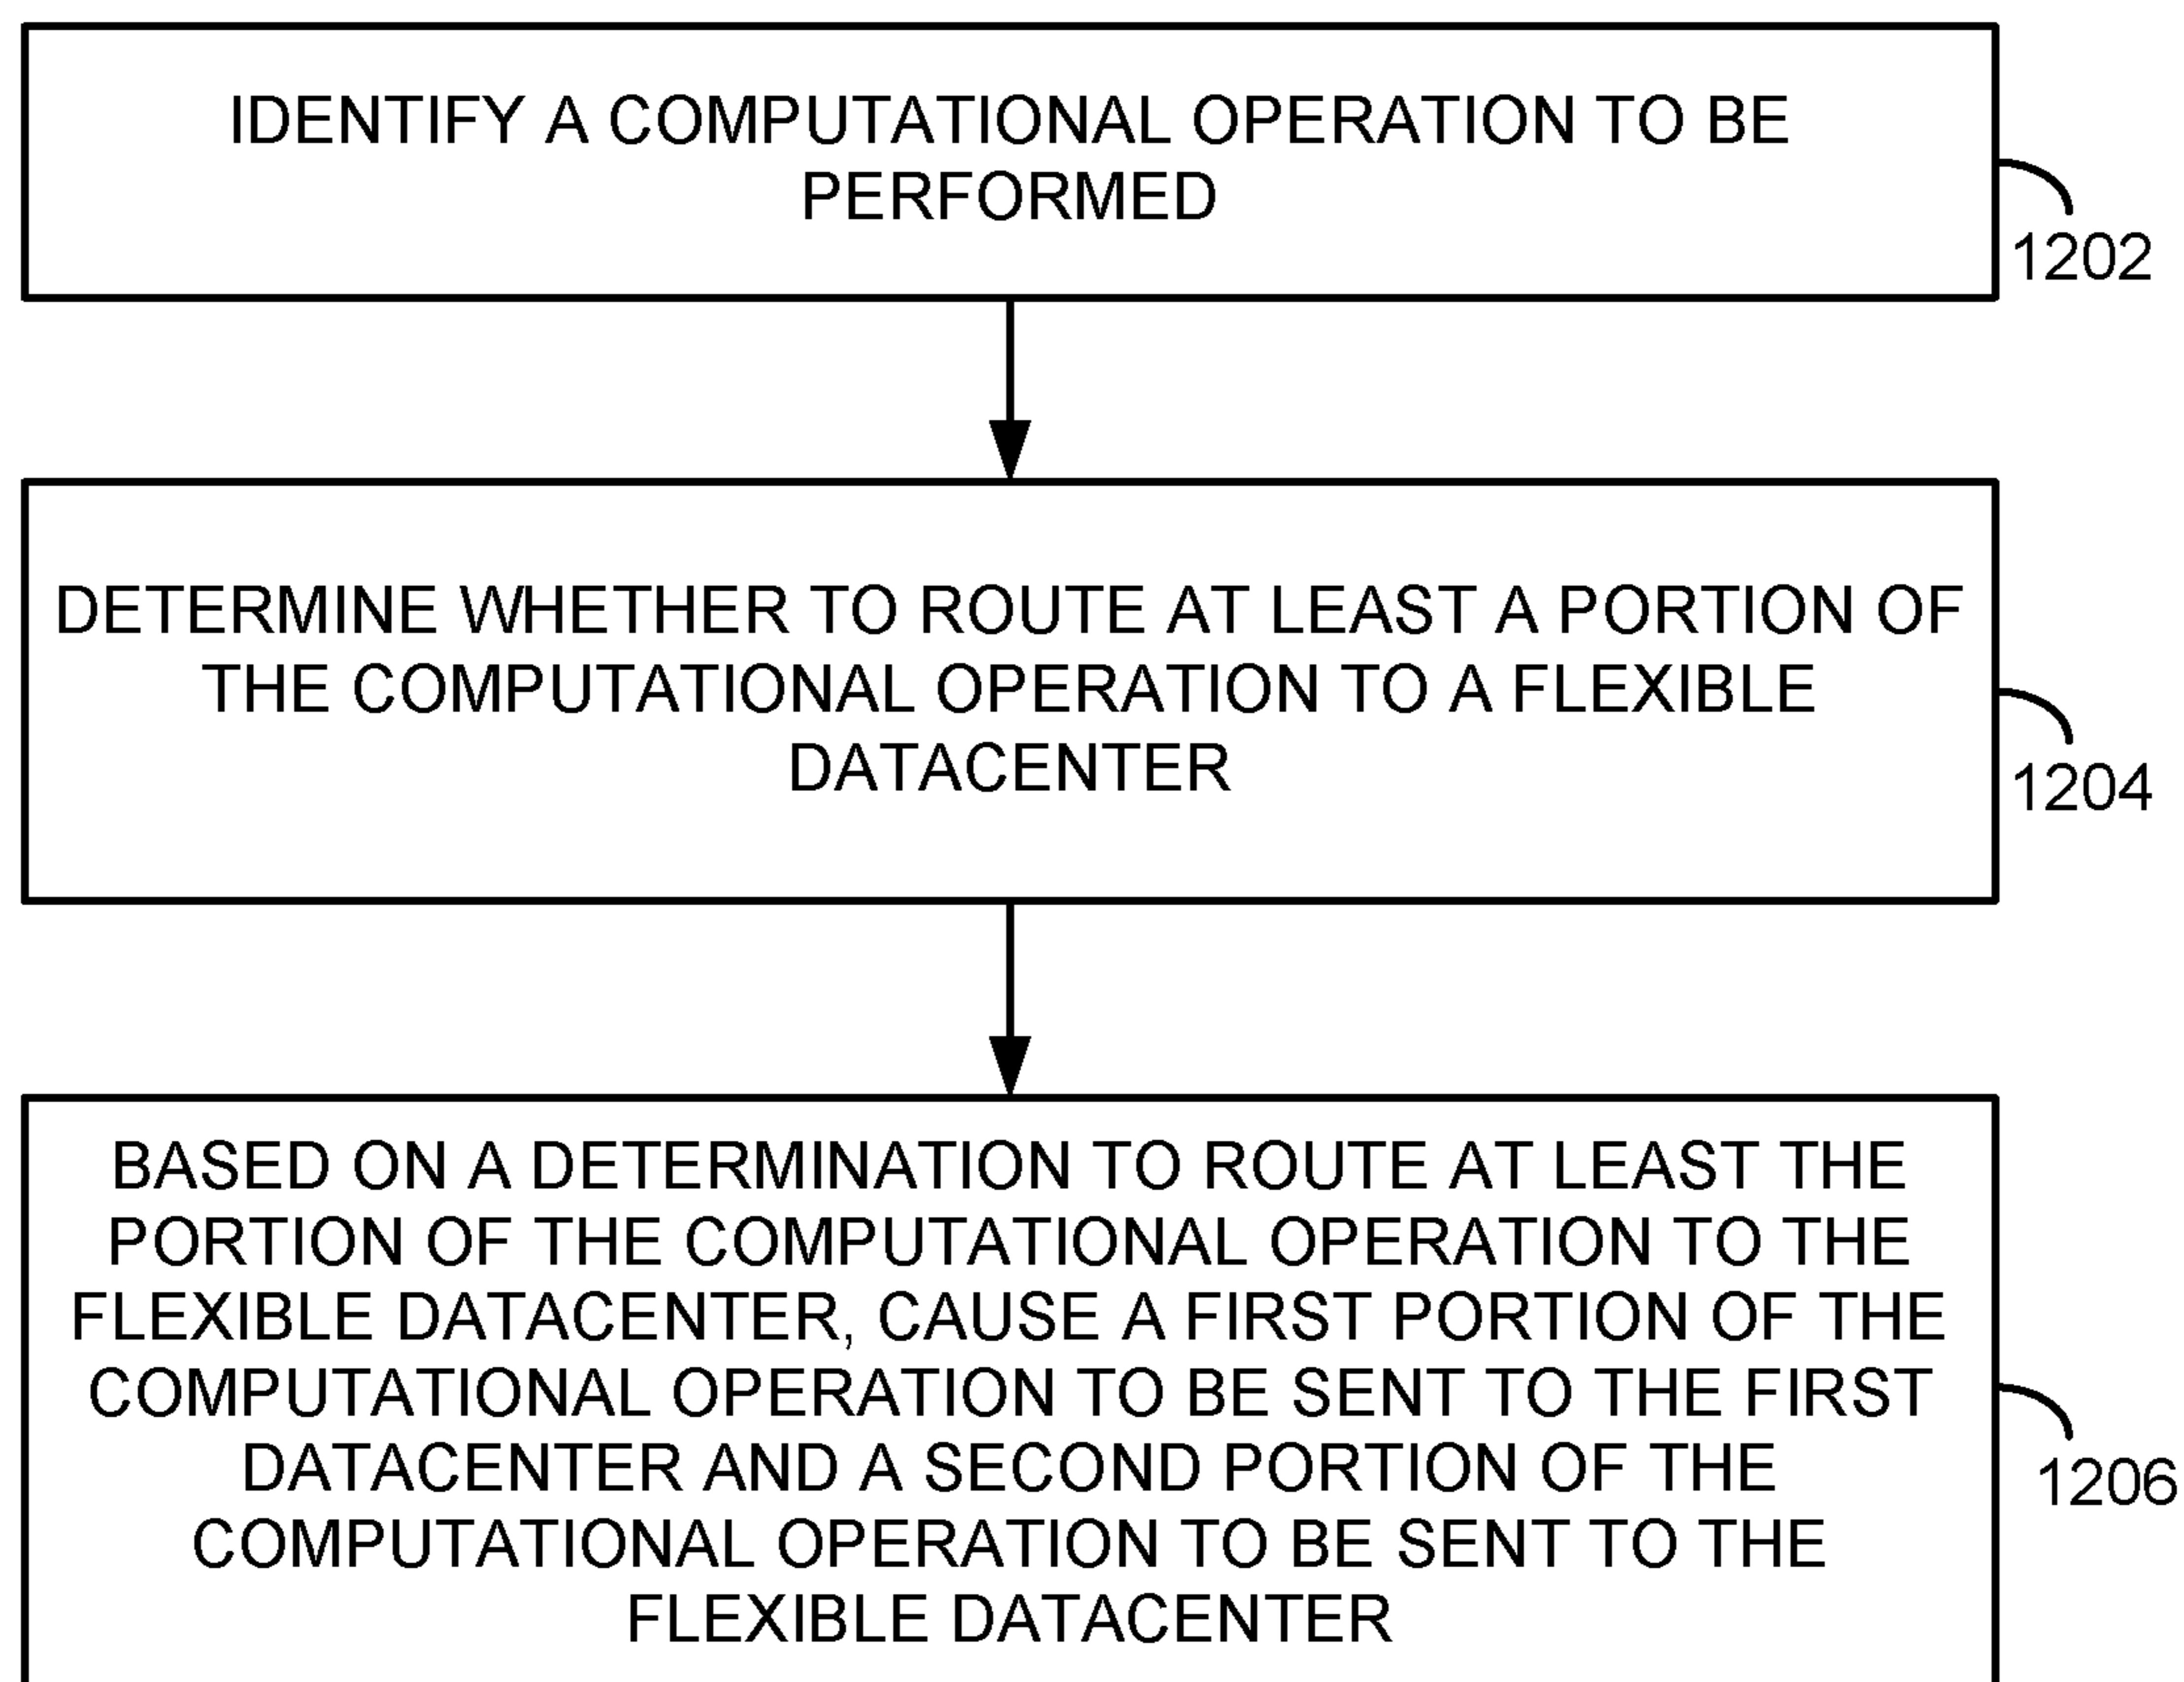 IDENTIFY A COMPUTATIONAL OPERATION TO BE
PERFORMED
1202
DETERMINE WHETHER TO ROUTE AT LEAST A PORTION OF
THE COMPUTATIONAL OPERATION TO A FLEXIBLE
DATACENTER
1204
BASED ON A DETERMINATION TO ROUTE AT LEAST THE
PORTION OF THE COMPUTATIONAL OPERATION TO THE
FLEXIBLE DATACENTER, CAUSE A FIRST PORTION OF THE
COMPUTATIONAL OPERATION TO BE SENT TO THE FIRST
DATACENTER AND A SECOND PORTION OF THE
COMPUTATIONAL OPERATION TO BE SENT TO THE
FLEXIBLE DATACENTER
1206